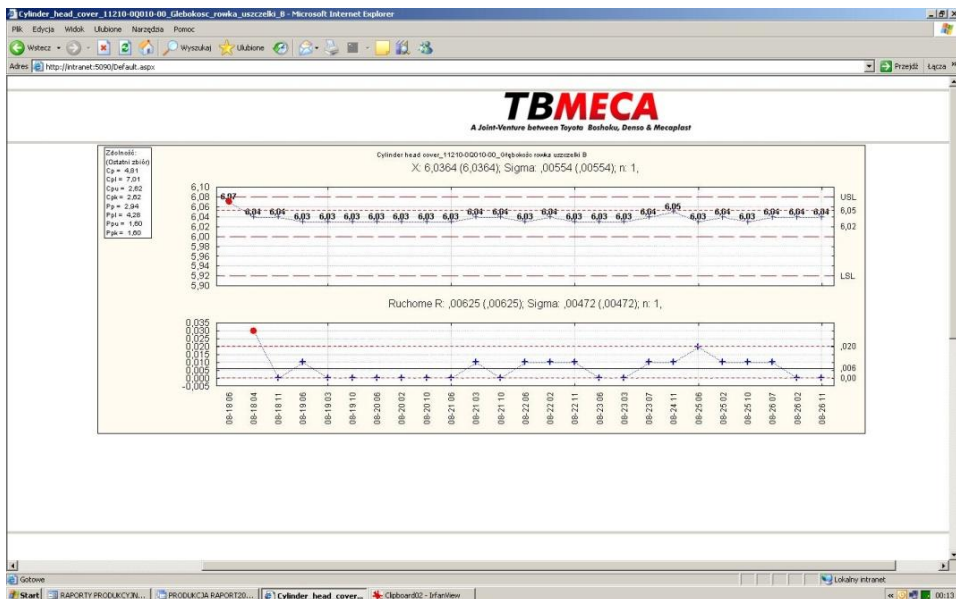 Cylinder_head_cover_11210-0Q010-00_Glebokosc_rowka_uszczelki_B - Microsoft Internet Explorer
Plik Edycja Widok Ulubione Narzędzia Pomoc
Wstecz Wyszukaj Ulubione
Adres http://intranet:5090/Default.aspx Przejdź Łącza »
TBMECA
A Joint-Venture between Toyota Boshoku, Denso & Mecaplast
Zdolność:
(Ostatni zbiór)
Cp = 4,81
Cpl = 7,01
Cpu = 2,62
Cpk = 2,62
Pp = 2,94
Ppl = 4,28
Ppu = 1,60
Ppk = 1,60
Cylinder head cover_11210-0Q010-00_Głębokośc rowka uszczelki B
X: 6,0364 (6,0364); Sigma: ,00554 (,00554); n: 1,
6,10
6,08
6,06
6,04
6,02
6,00
5,98
5,96
5,94
5,92
5,90
6,07 6,04 6,04 6,03 6,03 6,03 6,03 6,03 6,03 6,04 6,04 6,03 6,04 6,03 6,03 6,03 6,04 6,05 6,03 6,04 6,03 6,04 6,04 6,04
USL
6,05
6,02
LSL
Ruchome R: ,00625 (,00625); Sigma: ,00472 (,00472); n: 1,
0,035
0,030
0,025
0,020
0,015
0,010
0,005
0,000
-0,005
,020
,006
0,00
08-18 06 08-18 04 08-18 11 08-19 06 08-19 03 08-19 10 08-20 06 08-20 02 08-20 10 08-21 06 08-21 03 08-21 10 08-22 06 08-22 02 08-22 11 08-23 06 08-23 03 08-23 07 08-24 11 08-25 06 08-25 02 08-25 10 08-26 07 08-26 02 08-26 11
Gotowe Lokalny intranet
Start RAPORTY PRODUKCYJN... PRODUKCJA RAPORT20... Cylinder_head_cover... Clipboard02 - IrfanView « 00:13